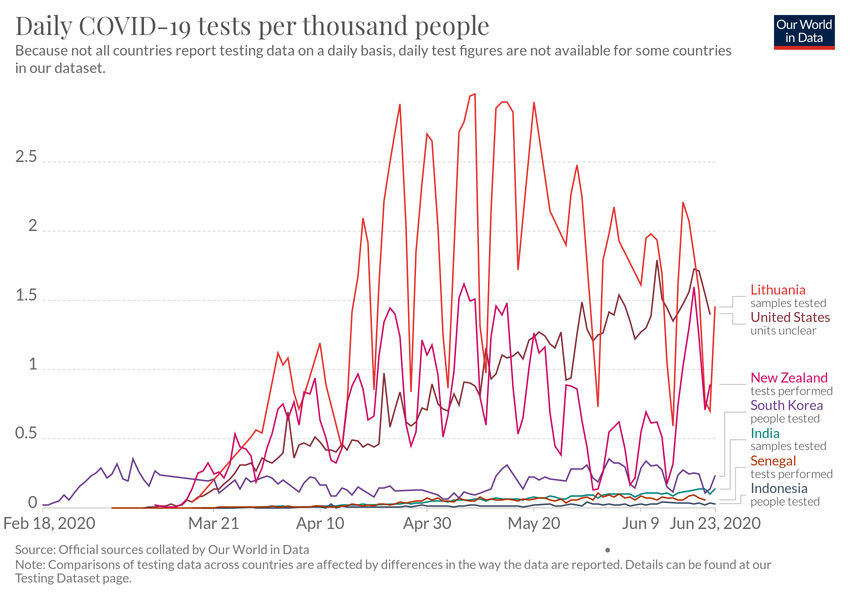 Daily COVID-19 tests per thousand people
Our World
in Data
Because not all countries report testing data on a daily basis, daily test figures are not available for some countries
in our dataset.
2.5
2
1.5
1
0.5
0
Lithuania
samples tested
United States
units unclear
New Zealand
tests performed
South Korea
people tested
India
samples tested
Senegal
tests performed
Indonesia
people tested
Feb 18, 2020 Mar 21 Apr 10 Apr 30 May 20 Jun 9 Jun 23, 2020
Source: Official sources collated by Our World in Data
Note: Comparisons of testing data across countries are affected by differences in the way the data are reported. Details can be found at our
Testing Dataset page.